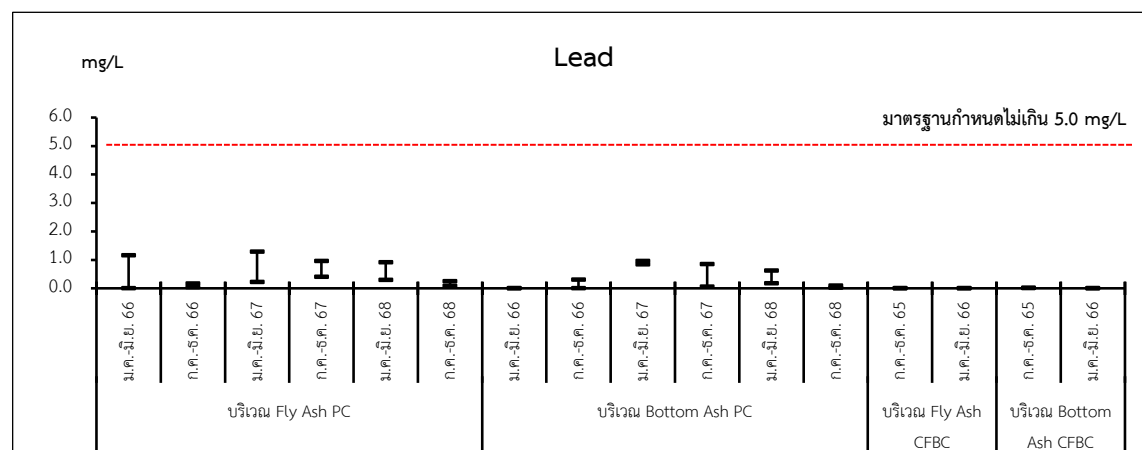 Lead
mg/L
มาตรฐานกำหนดไม่เกิน 5.0 mg/L
6.0
5.0
4.0
3.0
2.0
1.0
0.0
ม.ค.-มิ.ย. 66
ก.ค.-ธ.ค. 66
ม.ค.-มิ.ย. 67
ก.ค.-ธ.ค. 67
ม.ค.-มิ.ย. 68
ก.ค.-ธ.ค. 68
ม.ค.-มิ.ย. 66
ก.ค.-ธ.ค. 66
ม.ค.-มิ.ย. 67
ก.ค.-ธ.ค. 67
ม.ค.-มิ.ย. 68
ก.ค.-ธ.ค. 68
ก.ค.-ธ.ค. 65
ม.ค.-มิ.ย. 66
ก.ค.-ธ.ค. 65
ม.ค.-มิ.ย. 66
บริเวณ Fly Ash PC
บริเวณ Bottom Ash PC
บริเวณ Fly Ash
CFBC
บริเวณ Bottom
Ash CFBC